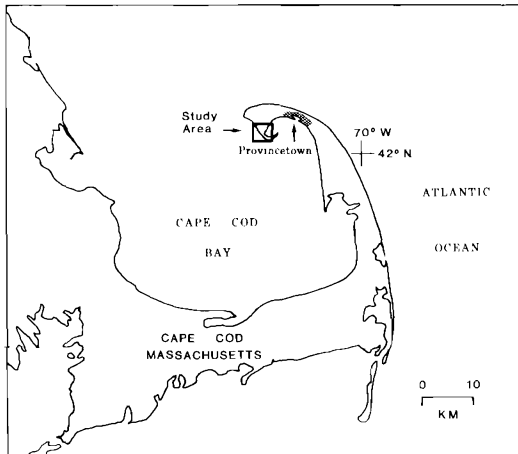 Study
Area
Provincetown
70° W
42° N
ATLANTIC
OCEAN
CAPE COD
BAY
CAPE COD
MASSACHUSETTS
0 10
KM